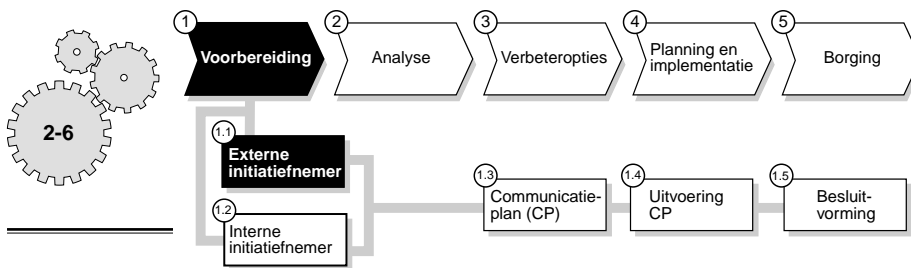 2-6
1
Voorbereiding
2
Analyse
3
Verbeteropties
4
Planning en
implementatie
5
Borging
1.1
Externe
initiatiefnemer
1.2
Interne
initiatiefnemer
1.3
Communicatie-
plan (CP)
1.4
Uitvoering
CP
1.5
Besluit-
vorming